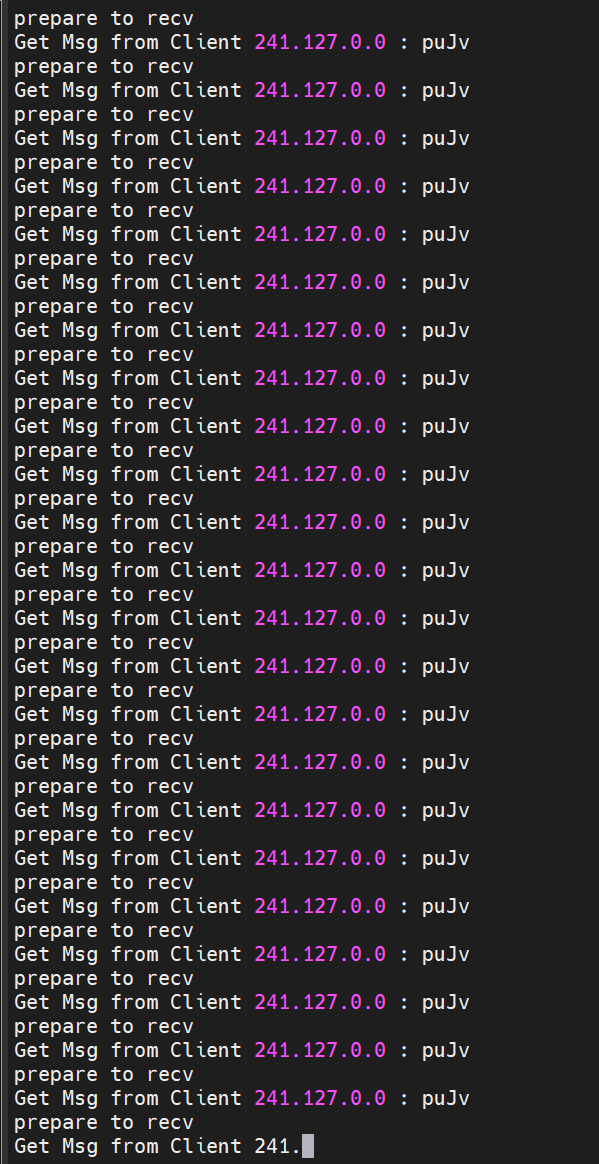 prepare to recv
Get Msg from Client 241.127.0.0 : puJv
prepare to recv
Get Msg from Client 241.127.0.0 : puJv
prepare to recv
Get Msg from Client 241.127.0.0 : puJv
prepare to recv
Get Msg from Client 241.127.0.0 : puJv
prepare to recv
Get Msg from Client 241.127.0.0 : puJv
prepare to recv
Get Msg from Client 241.127.0.0 : puJv
prepare to recv
Get Msg from Client 241.127.0.0 : puJv
prepare to recv
Get Msg from Client 241.127.0.0 : puJv
prepare to recv
Get Msg from Client 241.127.0.0 : puJv
prepare to recv
Get Msg from Client 241.127.0.0 : puJv
prepare to recv
Get Msg from Client 241.127.0.0 : puJv
prepare to recv
Get Msg from Client 241.127.0.0 : puJv
prepare to recv
Get Msg from Client 241.127.0.0 : puJv
prepare to recv
Get Msg from Client 241.127.0.0 : puJv
prepare to recv
Get Msg from Client 241.127.0.0 : puJv
prepare to recv
Get Msg from Client 241.127.0.0 : puJv
prepare to recv
Get Msg from Client 241.127.0.0 : puJv
prepare to recv
Get Msg from Client 241.127.0.0 : puJv
prepare to recv
Get Msg from Client 241.127.0.0 : puJv
prepare to recv
Get Msg from Client 241.127.0.0 : puJv
prepare to recv
Get Msg from Client 241.127.0.0 : puJv
prepare to recv
Get Msg from Client 241.127.0.0 : puJv
prepare to recv
Get Msg from Client 241.127.0.0 : puJv
prepare to recv
Get Msg from Client 241.